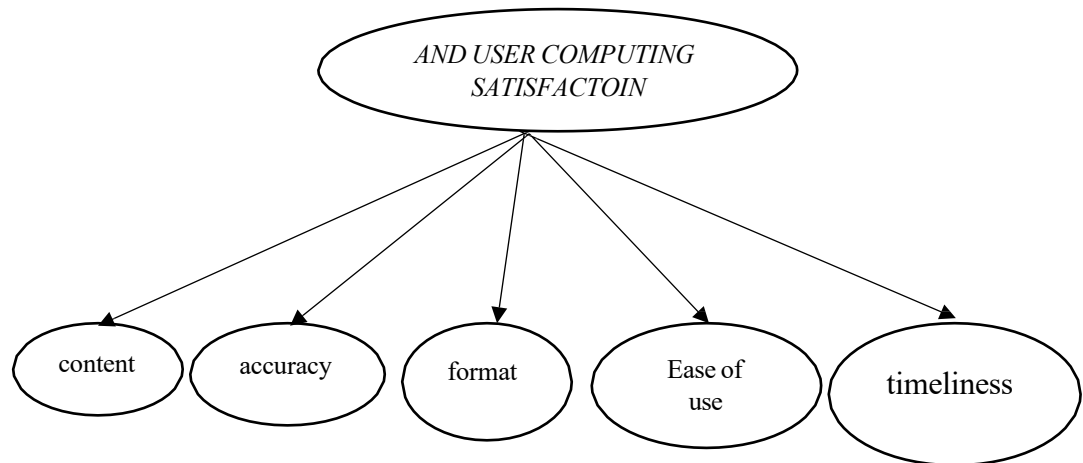 AND USER COMPUTING
SATISFACTOIN
content
accuracy
format
Ease of
use
timeliness